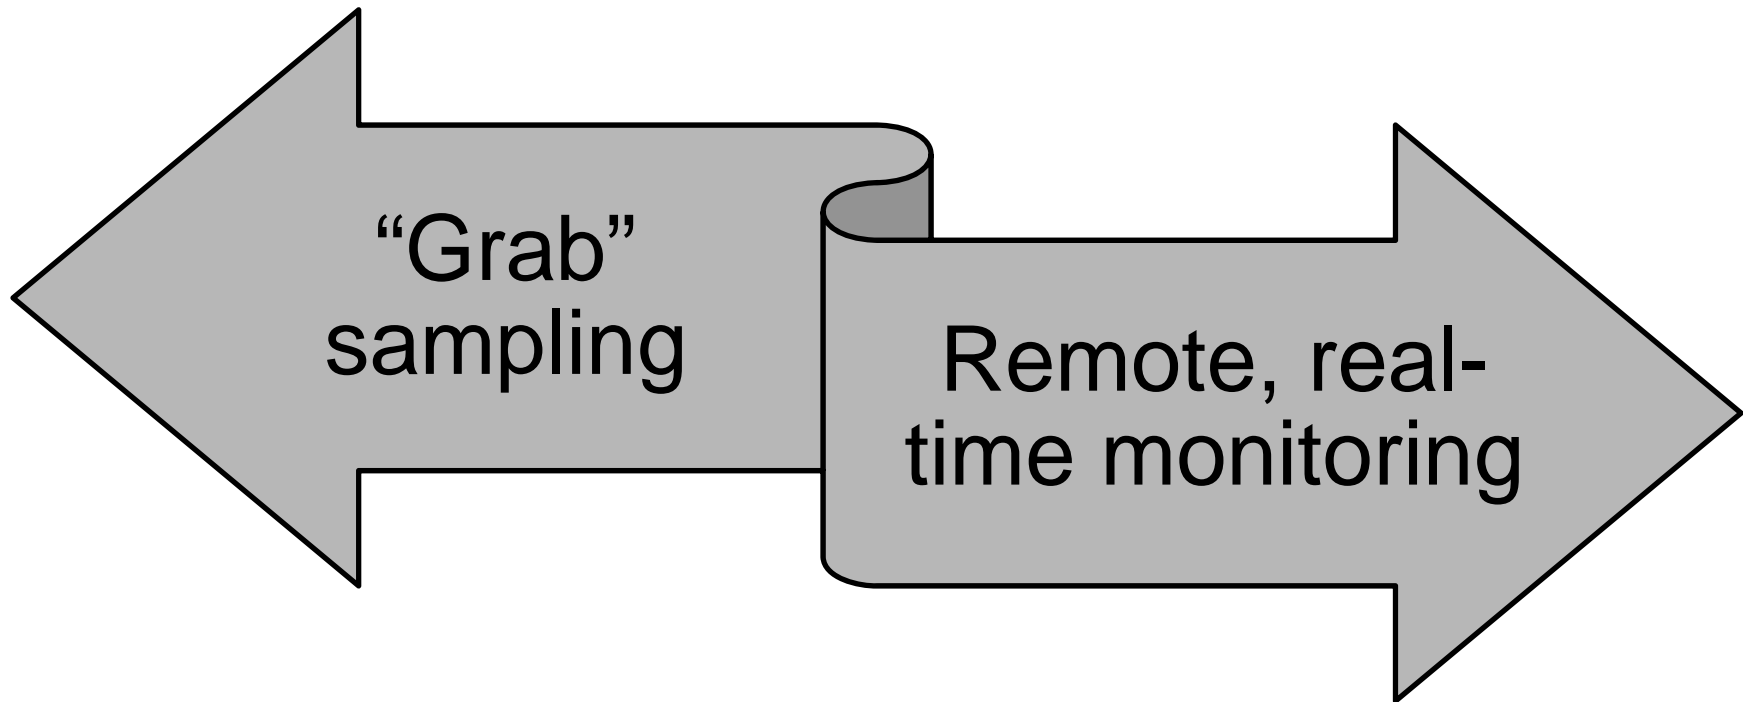 “Grab”
sampling
Remote, real-
time monitoring